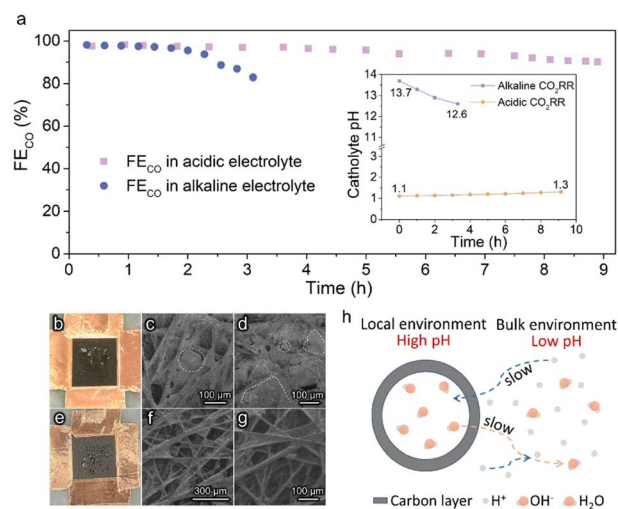 a
100
80
60
40
20
0
FE_CO (%)
FE_CO in acidic electrolyte
FE_CO in alkaline electrolyte
14
13
2
1
0
Catholyte pH
13.7
12.6
1.1
1.3
Alkaline CO₂RR
Acidic CO₂RR
0 2 4 6 8 10
Time (h)
0 1 2 3 4 5 6 7 8 9
Time (h)
b
c
100 µm
d
100 µm
e
f
300 µm
g
100 µm
h
Local environment
High pH
Bulk environment
Low pH
slow
slow
Carbon layer
H⁺
OH⁻
H₂O